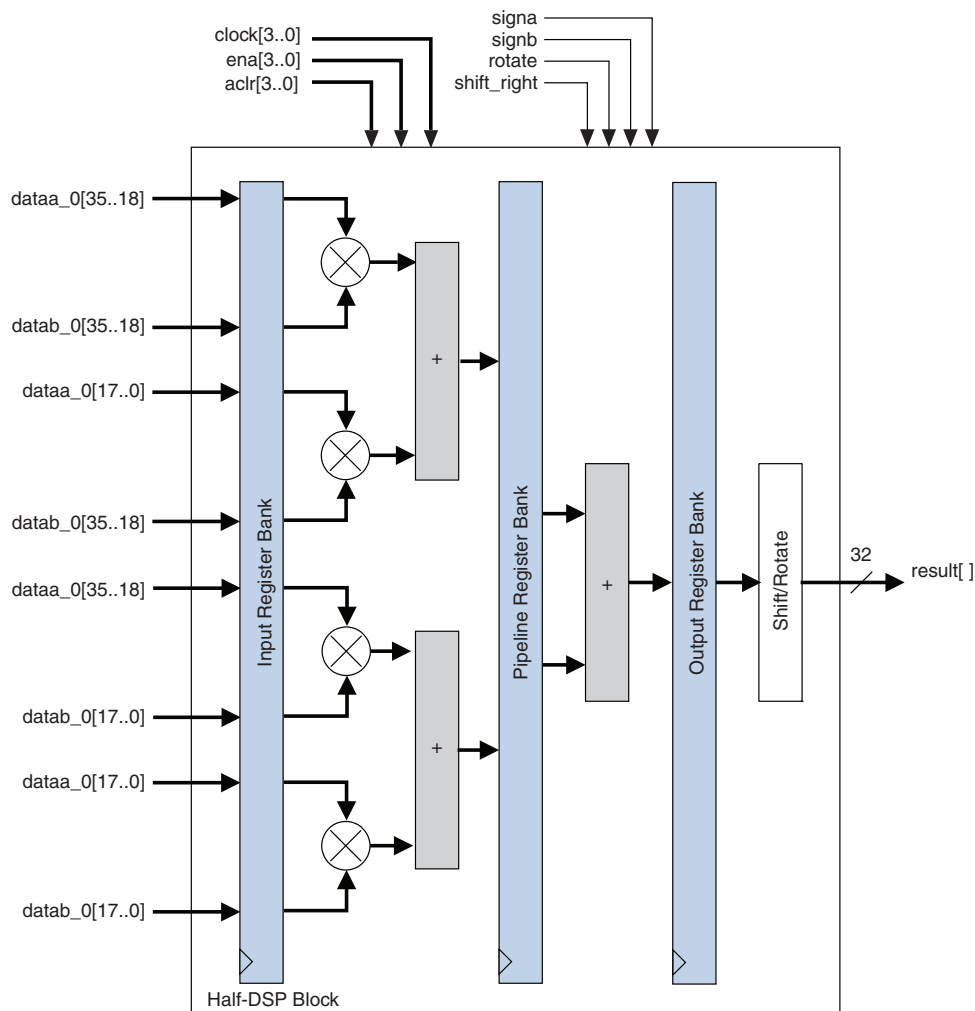 clock[3..0]
ena[3..0]
aclr[3..0]
signa
signb
rotate
shift_right
dataa_0[35..18]
datab_0[35..18]
dataa_0[17..0]
datab_0[35..18]
dataa_0[35..18]
datab_0[17..0]
dataa_0[17..0]
datab_0[17..0]
Input Register Bank
+
+
Pipeline Register Bank
+
Output Register Bank
Shift/Rotate
32
result[ ]
Half-DSP Block